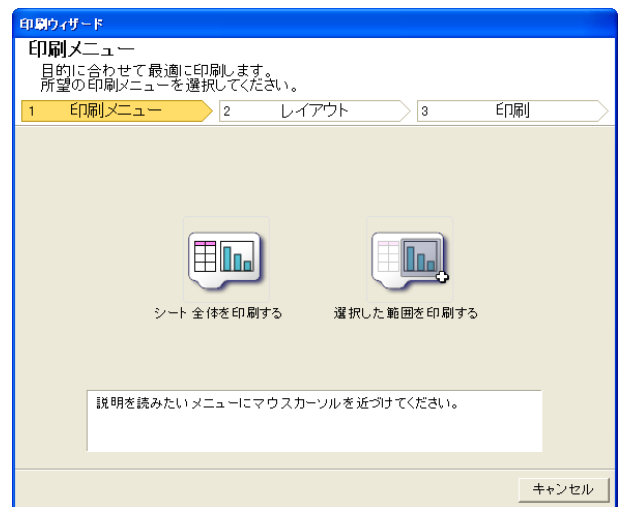 印刷ウィザード
印刷メニュー
目的に合わせて最適に印刷します。
所望の印刷メニューを選択してください。
1 印刷メニュー 2 レイアウト 3 印刷
シート全体を印刷する 選択した範囲を印刷する
説明を読みたいメニューにマウスカーソルを近づけてください。
キャンセル